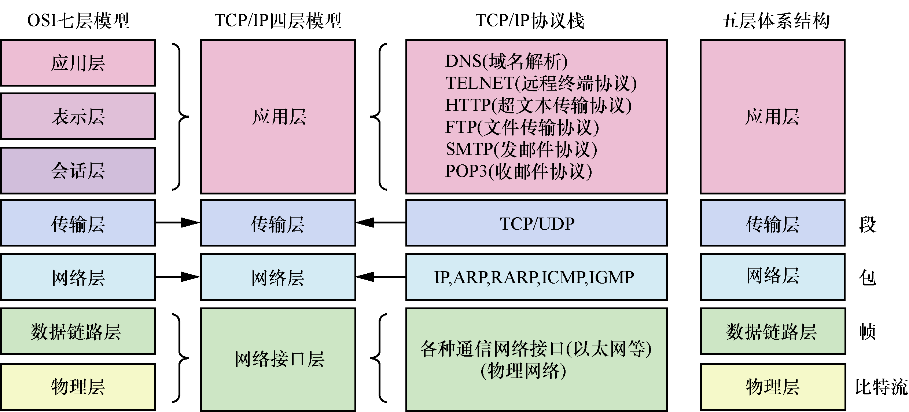 OSI七层模型
TCP/IP四层模型
TCP/IP协议栈
五层体系结构
应用层
表示层
会话层
传输层
网络层
数据链路层
物理层
应用层
传输层
网络层
网络接口层
DNS(域名解析)
TELNET(远程终端协议)
HTTP(超文本传输协议)
FTP(文件传输协议)
SMTP(发邮件协议)
POP3(收邮件协议)
TCP/UDP
IP,ARP,RARP,ICMP,IGMP
各种通信网络接口(以太网等)
(物理网络)
应用层
传输层
段
网络层
包
数据链路层
帧
物理层
比特流